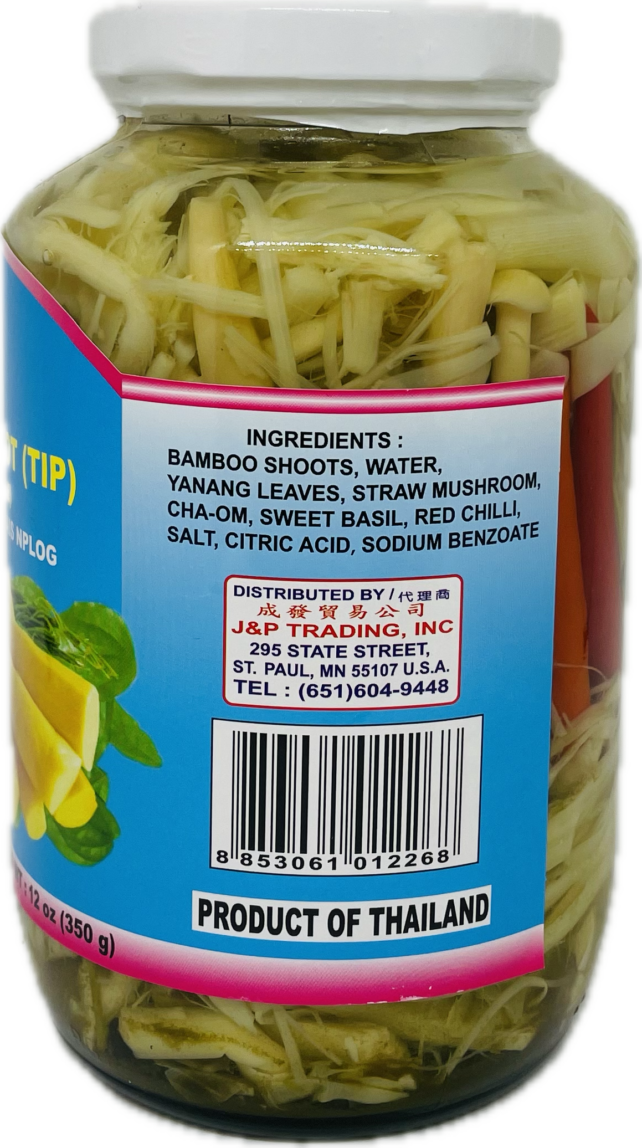 (TIP)
NPLOG
12 oz (350 g)
INGREDIENTS :
BAMBOO SHOOTS, WATER,
YANANG LEAVES, STRAW MUSHROOM,
CHA-OM, SWEET BASIL, RED CHILLI,
SALT, CITRIC ACID, SODIUM BENZOATE
DISTRIBUTED BY / 代理商
成發貿易公司
J&P TRADING, INC
295 STATE STREET,
ST. PAUL, MN 55107 U.S.A.
TEL : (651)604-9448
8 853061 012268
PRODUCT OF THAILAND